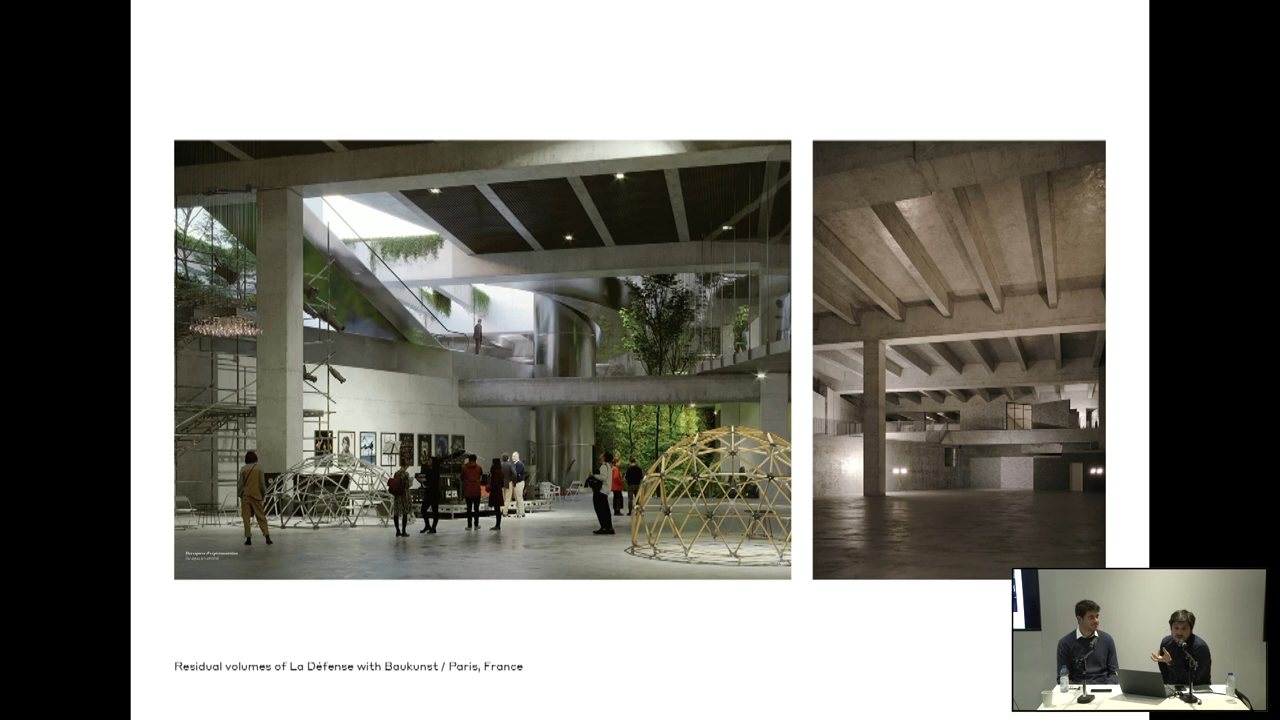 Residual volumes of La Défense with Baukunst / Paris, France